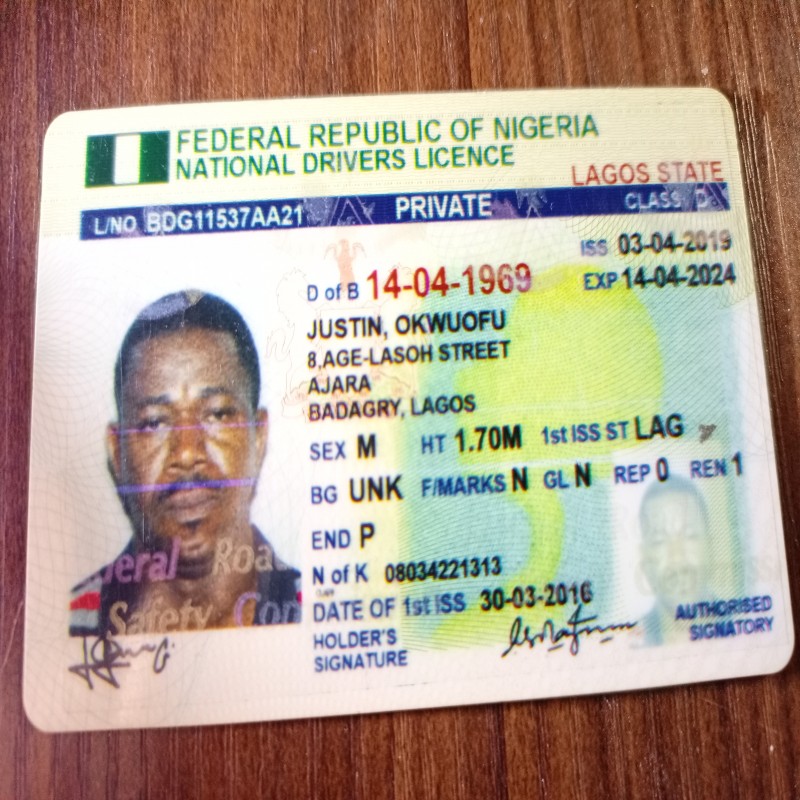 FEDERAL REPUBLIC OF NIGERIA
NATIONAL DRIVERS LICENCE
LAGOS STATE
L/NO BDG11537AA21 PRIVATE CLASS D
ISS 03-04-2019
D of B 14-04-1969 EXP 14-04-2024
JUSTIN, OKWUOFU
8,AGE-LASOH STREET
AJARA
BADAGRY, LAGOS
SEX M HT 1.70M 1st ISS ST LAG
BG UNK F/MARKS N GL N REP 0 REN 1
END P
N of K 08034221313
DATE OF 1st ISS 30-03-2016
HOLDER'S
SIGNATURE
AUTHORISED
SIGNATORY
eral Roa
Safety Con